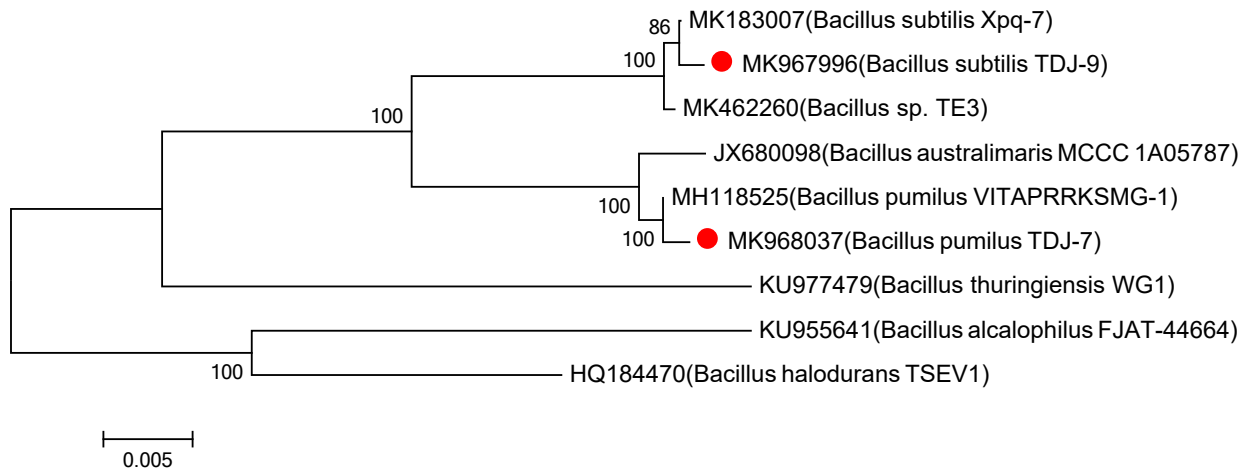 MK183007(Bacillus subtilis Xpq-7)
86
MK967996(Bacillus subtilis TDJ-9)
100
MK462260(Bacillus sp. TE3)
100
JX680098(Bacillus australimaris MCCC 1A05787)
MH118525(Bacillus pumilus VITAPRRKSMG-1)
100
MK968037(Bacillus pumilus TDJ-7)
100
KU977479(Bacillus thuringiensis WG1)
KU955641(Bacillus alcalophilus FJAT-44664)
100
HQ184470(Bacillus halodurans TSEV1)
0.005